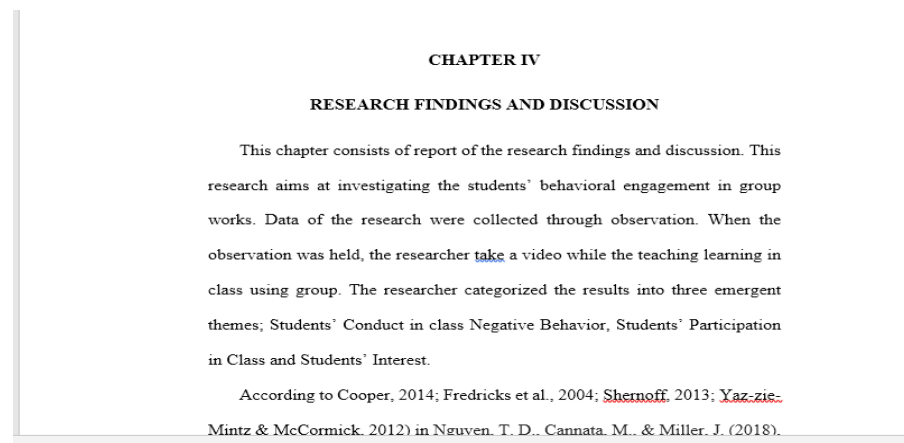 CHAPTER IV
RESEARCH FINDINGS AND DISCUSSION
This chapter consists of report of the research findings and discussion. This
research aims at investigating the students’ behavioral engagement in group
works. Data of the research were collected through observation. When the
observation was held, the researcher take a video while the teaching learning in
class using group. The researcher categorized the results into three emergent
themes; Students’ Conduct in class Negative Behavior, Students’ Participation
in Class and Students’ Interest.
According to Cooper, 2014; Fredricks et al., 2004; Shernoff, 2013; Yaz-zie-
Mintz & McCormick, 2012) in Nguyen, T. D., Cannata, M., & Miller, J. (2018),